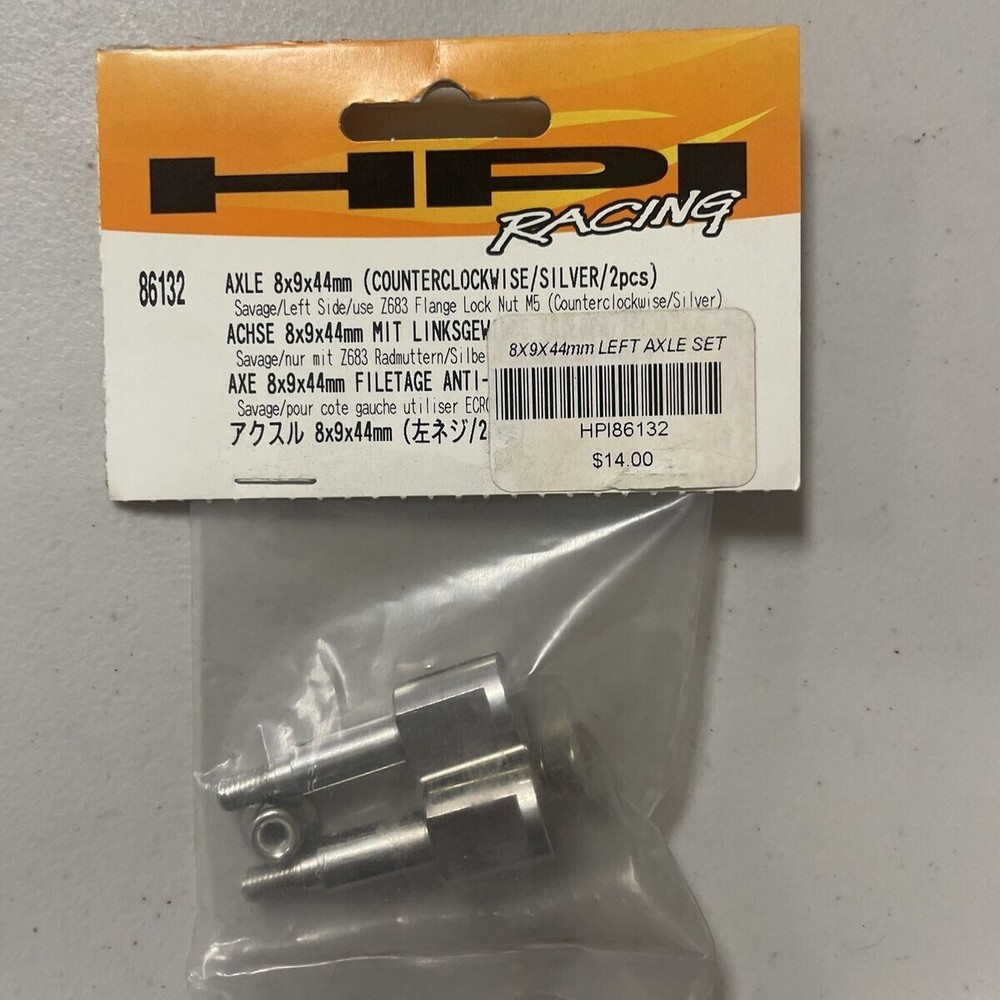 HPI
RACING
86132
AXLE 8x9x44mm (COUNTERCLOCKWISE/SILVER/2pcs)
Savage/Left Side/use Z683 Flange Lock Nut M5 (Counterclockwise/Silver)
ACHSE 8x9x44mm MIT LINKSGEW
Savage/nur mit Z683 Radmuttern/Silbe
AXE 8x9x44mm FILETAGE ANTI-
Savage/pour cote gauche utiliser ECR
アクスル 8x9x44mm (左ネジ/2
8X9X44mm LEFT AXLE SET
HPI86132
$14.00